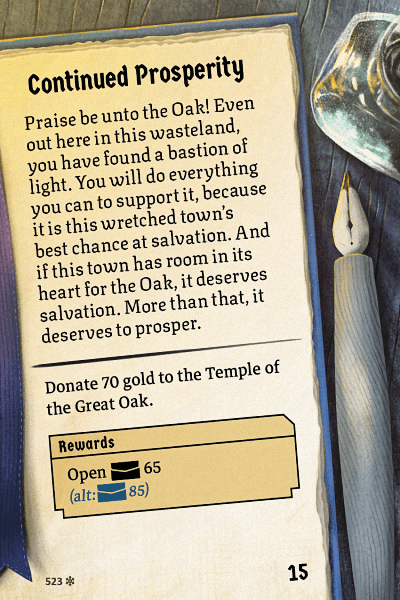 Continued Prosperity
Praise be unto the Oak! Even
out here in this wasteland,
you have found a bastion of
light. You will do everything
you can to support it, because
it is this wretched town's
best chance at salvation. And
if this town has room in its
heart for the Oak, it deserves
salvation. More than that, it
deserves to prosper.
Donate 70 gold to the Temple of
the Great Oak.
Rewards
Open 65
(alt: 85)
523
15